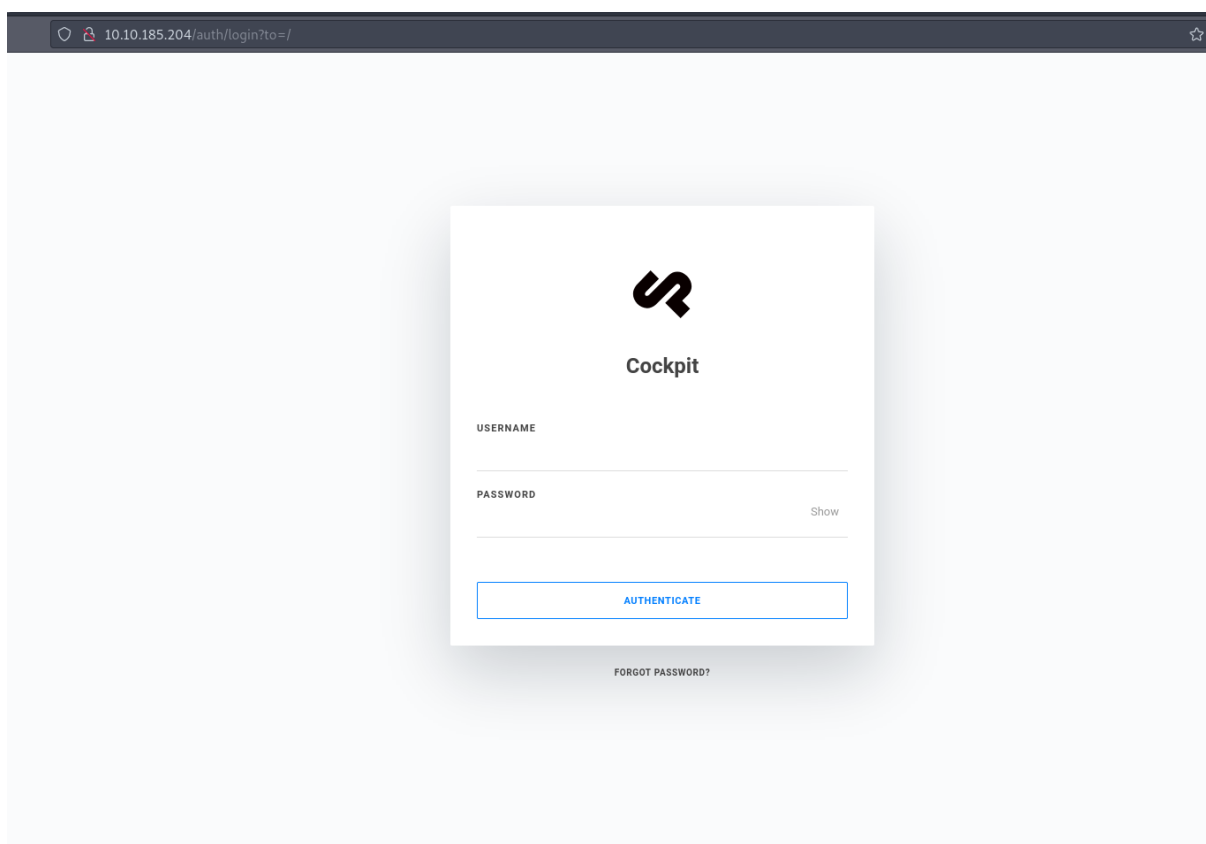 10.10.185.204/auth/login?to=/
Cockpit
USERNAME
PASSWORD
Show
AUTHENTICATE
FORGOT PASSWORD?